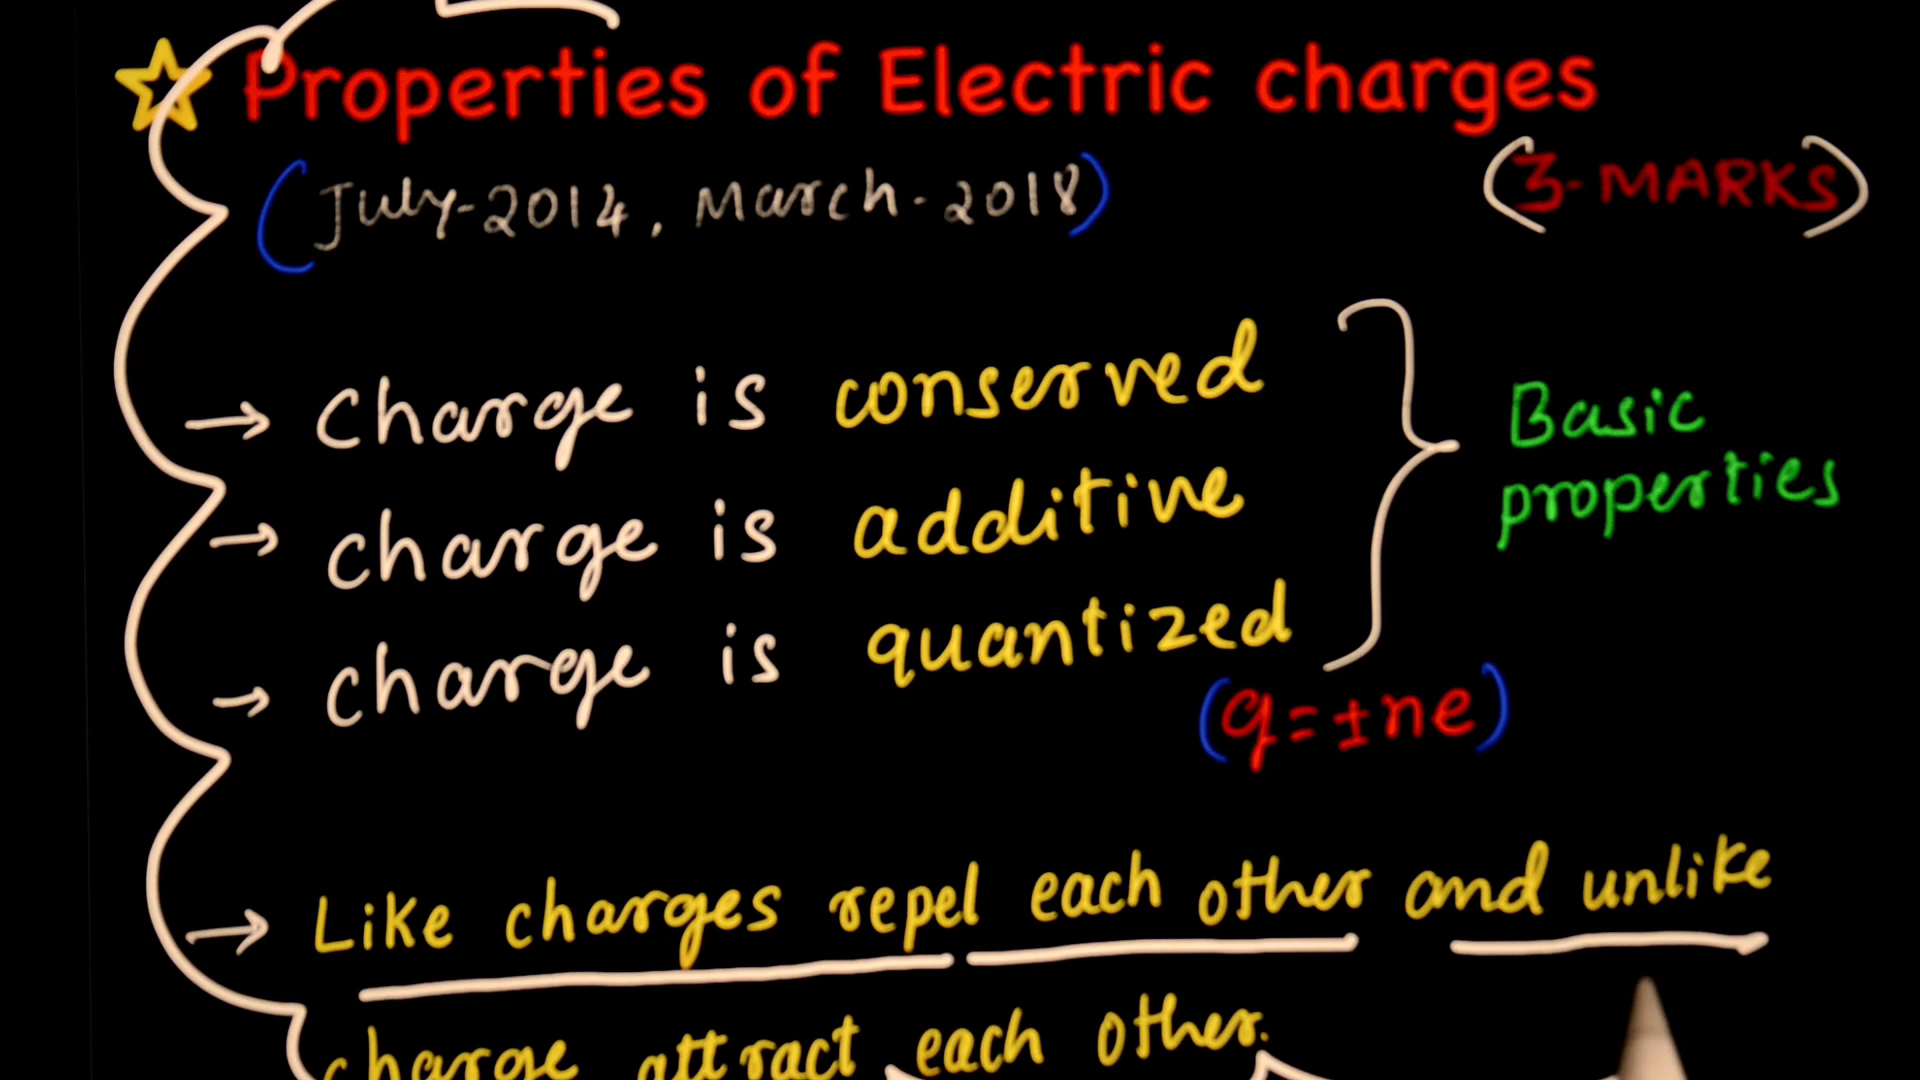 Properties of Electric charges
(July-2014, March-2018)
(3-MARKS)
→ charge is conserved
→ charge is additive
→ charge is quantized
Basic
properties
(q=±ne)
→ Like charges repel each other and unlike
charge attract each other.